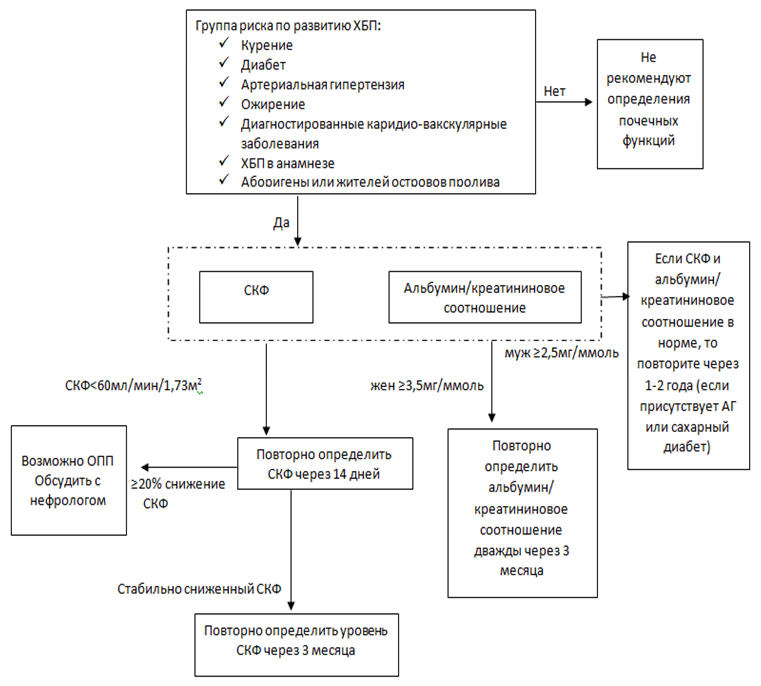 Группа риска по развитию ХБП:
✓ Курение
✓ Диабет
✓ Артериальная гипертензия
✓ Ожирение
✓ Диагностированные каридио-вакскулярные
заболевания
✓ ХБП в анамнезе
✓ Аборигены или жителей островов пролива
Нет
Не
рекомендуют
определения
почечных
функций
Да
СКФ
Альбумин/креатининовое
соотношение
Если СКФ и
альбумин/
креатининовое
соотношение в
норме, то
повторите через
1-2 года (если
присутствует АГ
или сахарный
диабет)
муж ≥2,5мг/ммоль
СКФ<60мл/мин/1,73м²
жен ≥3,5мг/ммоль
Возможно ОПП
Обсудить с
нефрологом
≥20% снижение
СКФ
Повторно определить
СКФ через 14 дней
Повторно
определить
альбумин/
креатининовое
соотношение
дважды через 3
месяца
Стабильно сниженный СКФ
Повторно определить уровень
СКФ через 3 месяца